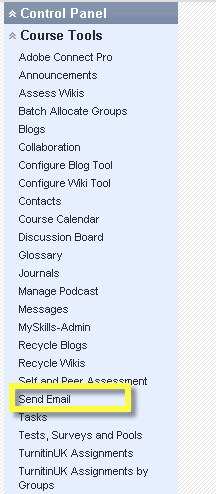 Control Panel
Course Tools
Adobe Connect Pro
Announcements
Assess Wikis
Batch Allocate Groups
Blogs
Collaboration
Configure Blog Tool
Configure Wiki Tool
Contacts
Course Calendar
Discussion Board
Glossary
Journals
Manage Podcast
Messages
MySkills-Admin
Recycle Blogs
Recycle Wikis
Self and Peer Assessment
Send Email
Tasks
Tests, Surveys and Pools
TurnitinUK Assignments
TurnitinUK Assignments by
Groups